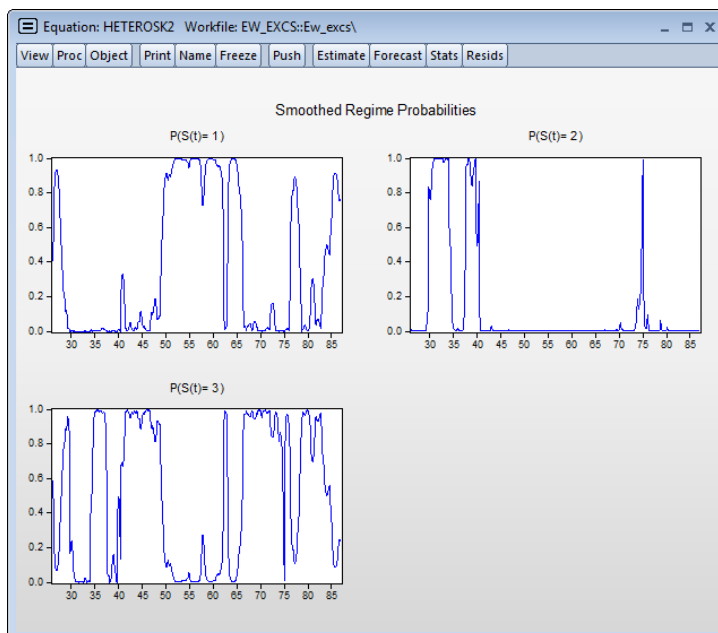 Equation: HETEROSK2 Workfile: EW_EXCS::Ew_excs\
View Proc Object Print Name Freeze Push Estimate Forecast Stats Resids
Smoothed Regime Probabilities
P(S(t)= 1)
1.0
0.8
0.6
0.4
0.2
0.0
30 35 40 45 50 55 60 65 70 75 80 85
P(S(t)= 2)
1.0
0.8
0.6
0.4
0.2
0.0
30 35 40 45 50 55 60 65 70 75 80 85
P(S(t)= 3)
1.0
0.8
0.6
0.4
0.2
0.0
30 35 40 45 50 55 60 65 70 75 80 85